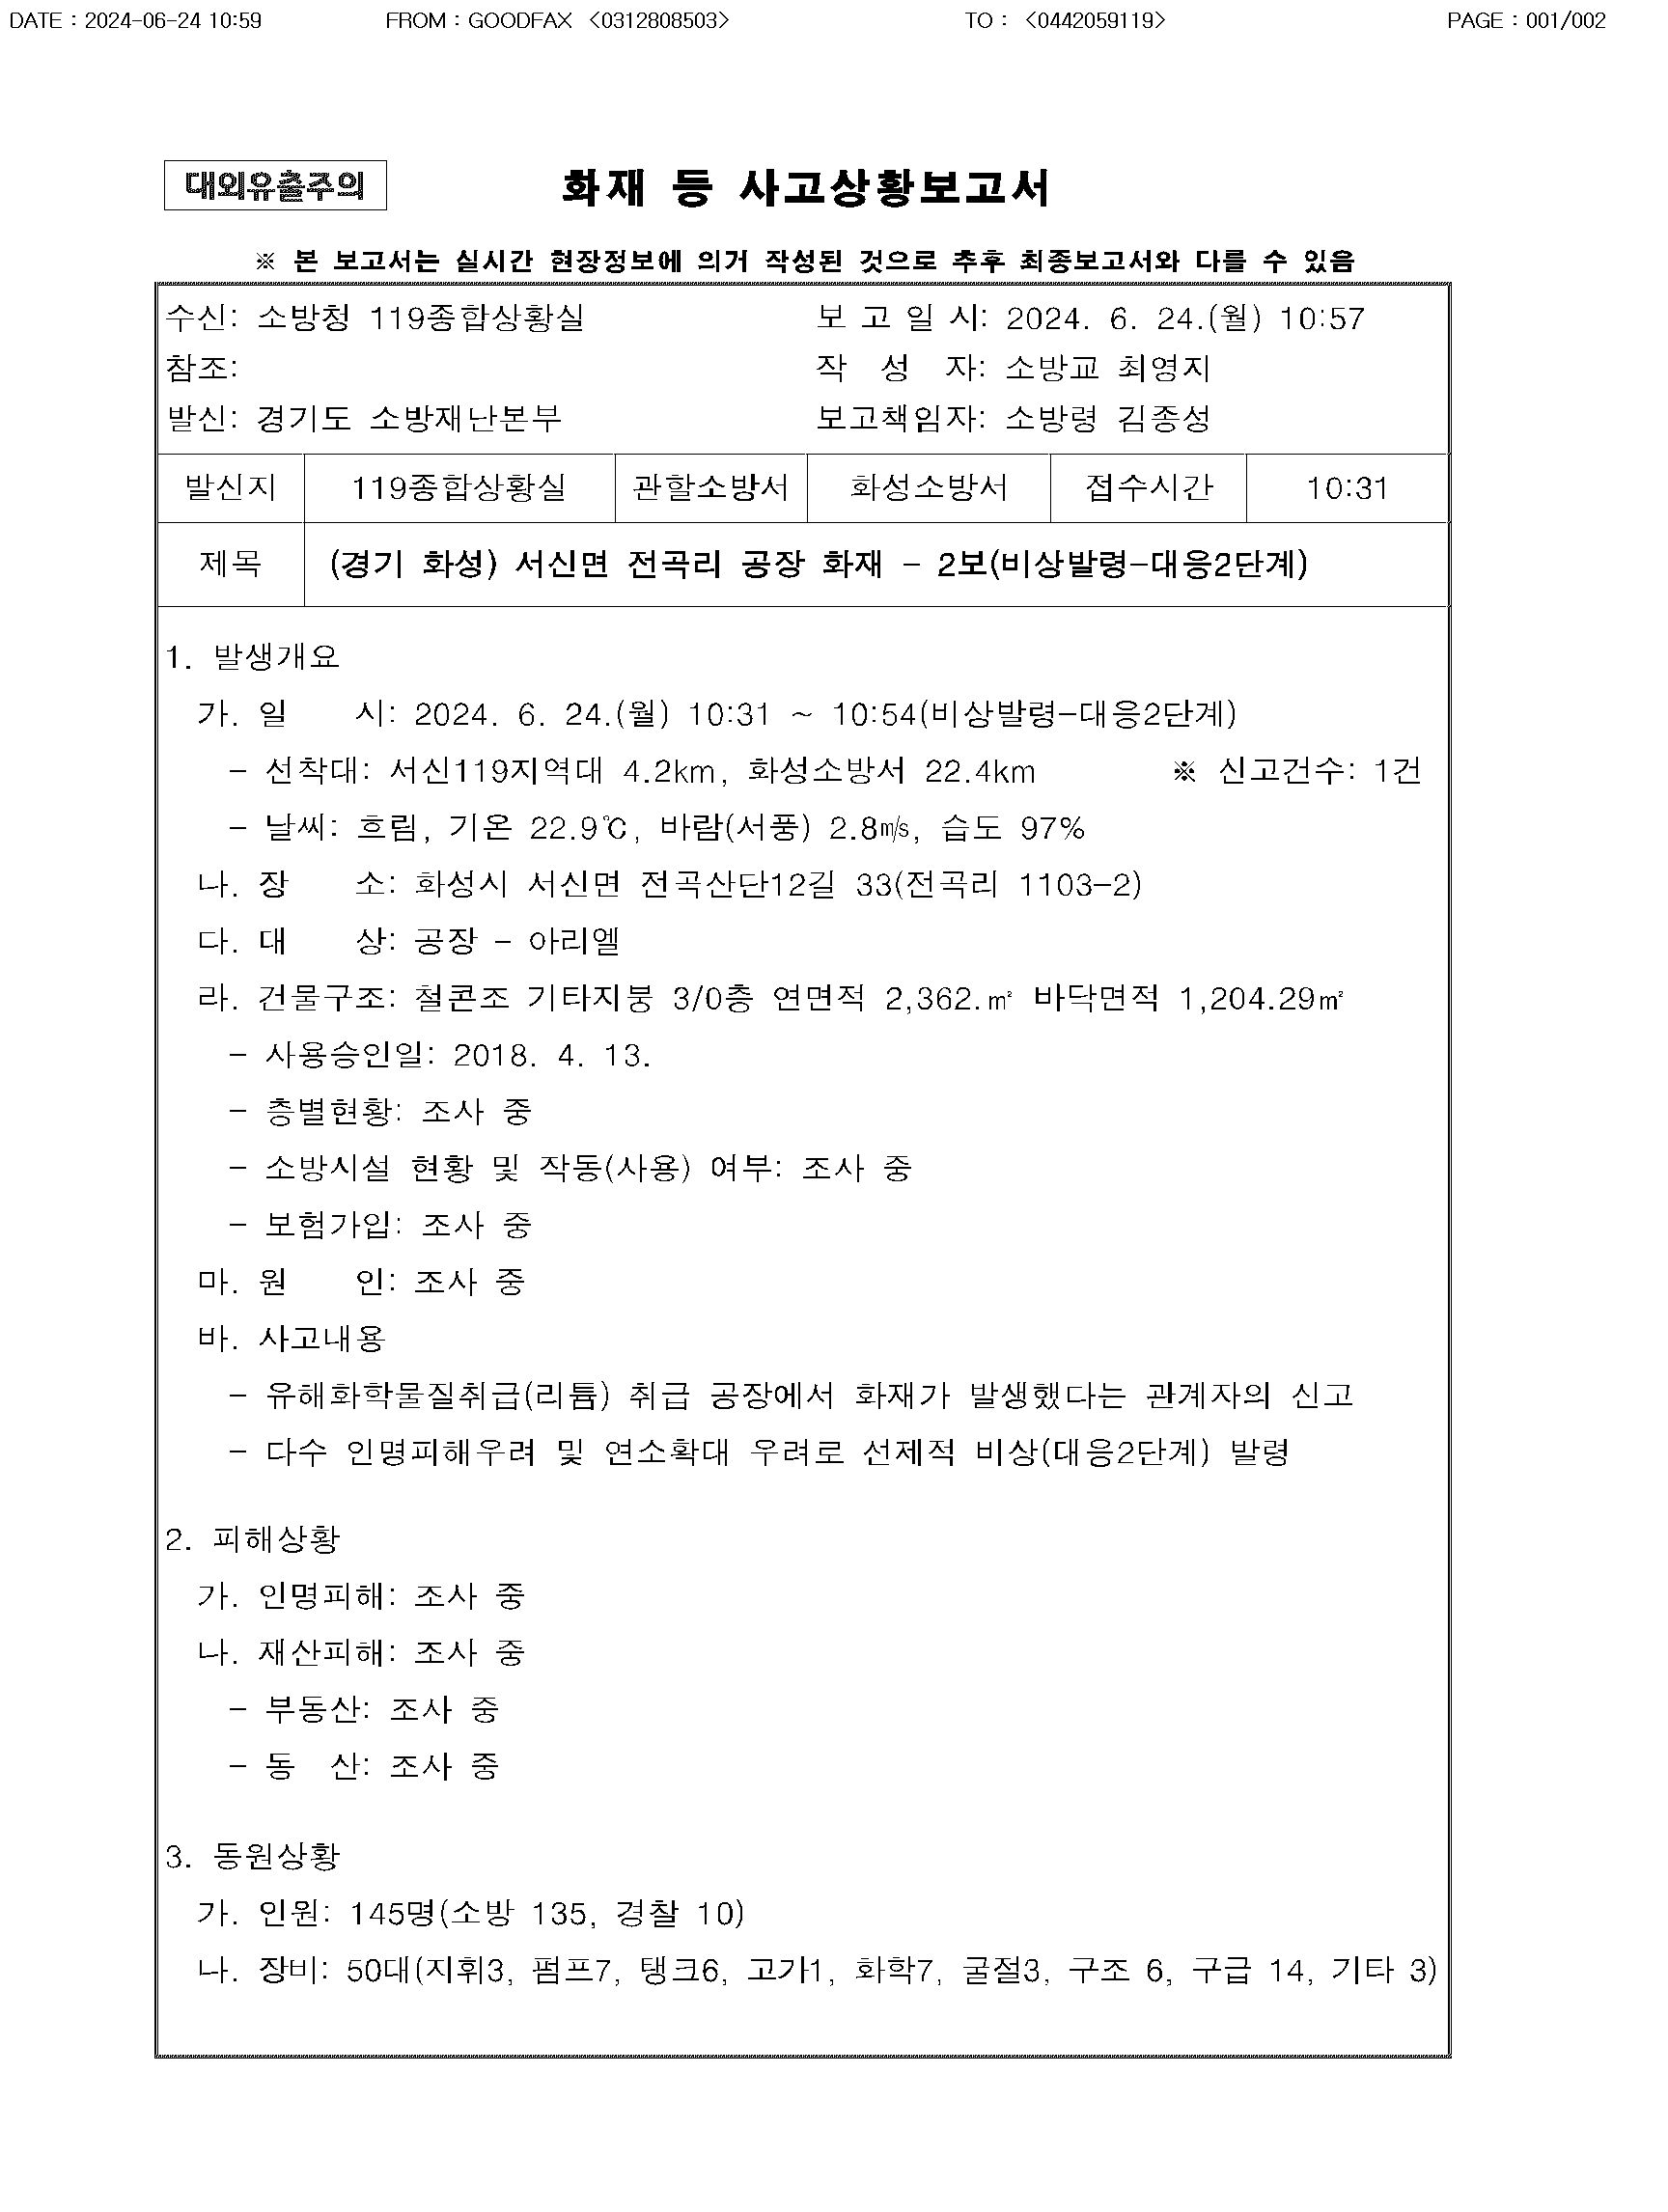 DATE : 2024-06-24 10:59 FROM : GOODFAX <0312808503> TO : <0442059119> PAGE : 001/002
대외유출주의 화재 등 사고상황보고서
※ 본 보고서는 실시간 현장정보에 의거 작성된 것으로 추후 최종보고서와 다를 수 있음
수신: 소방청 119종합상황실 보 고 일 시: 2024. 6. 24.(월) 10:57
참조: 작 성 자: 소방교 최영지
발신: 경기도 소방재난본부 보고책임자: 소방령 김종성
발신지 119종합상황실 관할소방서 화성소방서 접수시간 10:31
제목 (경기 화성) 서신면 전곡리 공장 화재 - 2보(비상발령-대응2단계)
1. 발생개요
가. 일 시: 2024. 6. 24.(월) 10:31 ~ 10:54(비상발령-대응2단계)
- 선착대: 서신119지역대 4.2km, 화성소방서 22.4km ※ 신고건수: 1건
- 날씨: 흐림, 기온 22.9℃, 바람(서풍) 2.8㎧, 습도 97%
나. 장 소: 화성시 서신면 전곡산단12길 33(전곡리 1103-2)
다. 대 상: 공장 - 아리엘
라. 건물구조: 철콘조 기타지붕 3/0층 연면적 2,362.㎡ 바닥면적 1,204.29㎡
- 사용승인일: 2018. 4. 13.
- 층별현황: 조사 중
- 소방시설 현황 및 작동(사용) 여부: 조사 중
- 보험가입: 조사 중
마. 원 인: 조사 중
바. 사고내용
- 유해화학물질취급(리튬) 취급 공장에서 화재가 발생했다는 관계자의 신고
- 다수 인명피해우려 및 연소확대 우려로 선제적 비상(대응2단계) 발령
2. 피해상황
가. 인명피해: 조사 중
나. 재산피해: 조사 중
- 부동산: 조사 중
- 동 산: 조사 중
3. 동원상황
가. 인원: 145명(소방 135, 경찰 10)
나. 장비: 50대(지휘3, 펌프7, 탱크6, 고가1, 화학7, 굴절3, 구조 6, 구급 14, 기타 3)